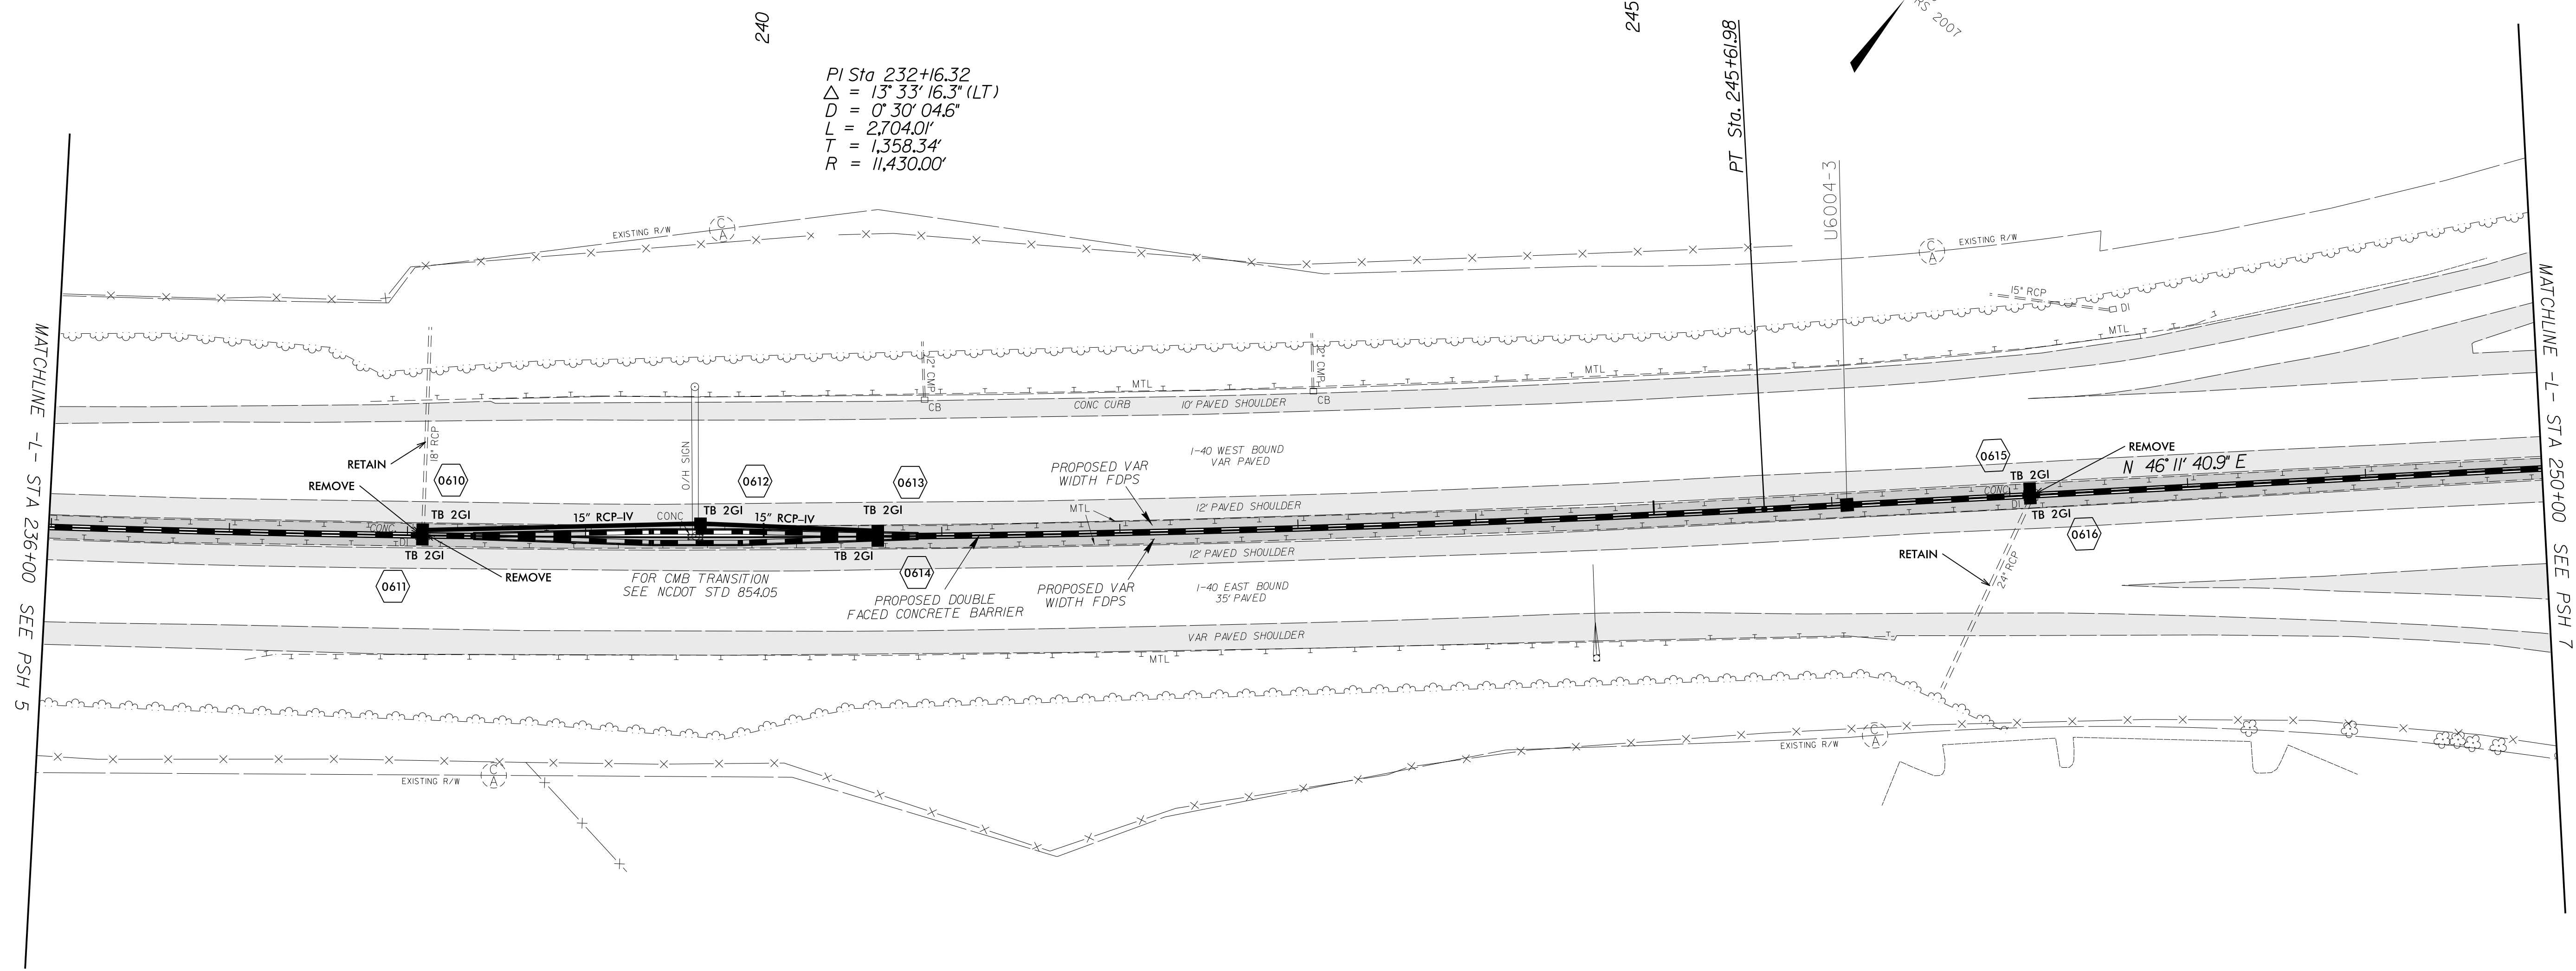 240
245
RS 2007
PI Sta 232+16.32
△ = 13° 33' 16.3" (LT)
D = 0° 30' 04.6"
L = 2,704.01'
T = 1,358.34'
R = 11,430.00'
PT Sta. 245+61.98
U6004-3
EXISTING R/W
C
A
EXISTING R/W
C
A
15" RCP
DI
MTL
MTL
MTL
12" CMP
CB
12" CMP
CB
CONC CURB
10' PAVED SHOULDER
MATCHLINE -L- STA 236+00 SEE PSH 5
MATCHLINE -L- STA 250+00 SEE PSH 7
18" RCP
RETAIN
REMOVE
O/H SIGN
I-40 WEST BOUND
VAR PAVED
0610
0612
0613
0615
REMOVE
PROPOSED VAR
WIDTH FDPS
N 46° 11' 40.9" E
TB 2GI
TB 2GI
TB 2GI
TB 2GI
15" RCP-IV
CONC
15" RCP-IV
MTL
12' PAVED SHOULDER
CONC
DI
CONC
DI
TB 2GI
TB 2GI
TB 2GI
12' PAVED SHOULDER
0611
REMOVE
0614
0616
RETAIN
24" RCP
FOR CMB TRANSITION
SEE NCDOT STD 854.05
PROPOSED DOUBLE
FACED CONCRETE BARRIER
PROPOSED VAR
WIDTH FDPS
I-40 EAST BOUND
35' PAVED
VAR PAVED SHOULDER
MTL
EXISTING R/W
C
A
EXISTING R/W
C
A